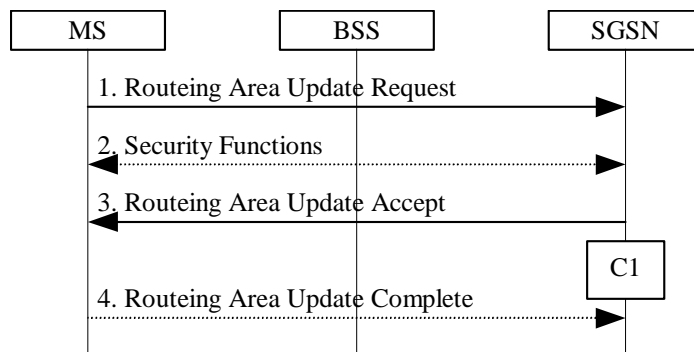 MS
BSS
SGSN
1. Routeing Area Update Request
2. Security Functions
3. Routeing Area Update Accept
C1
4. Routeing Area Update Complete